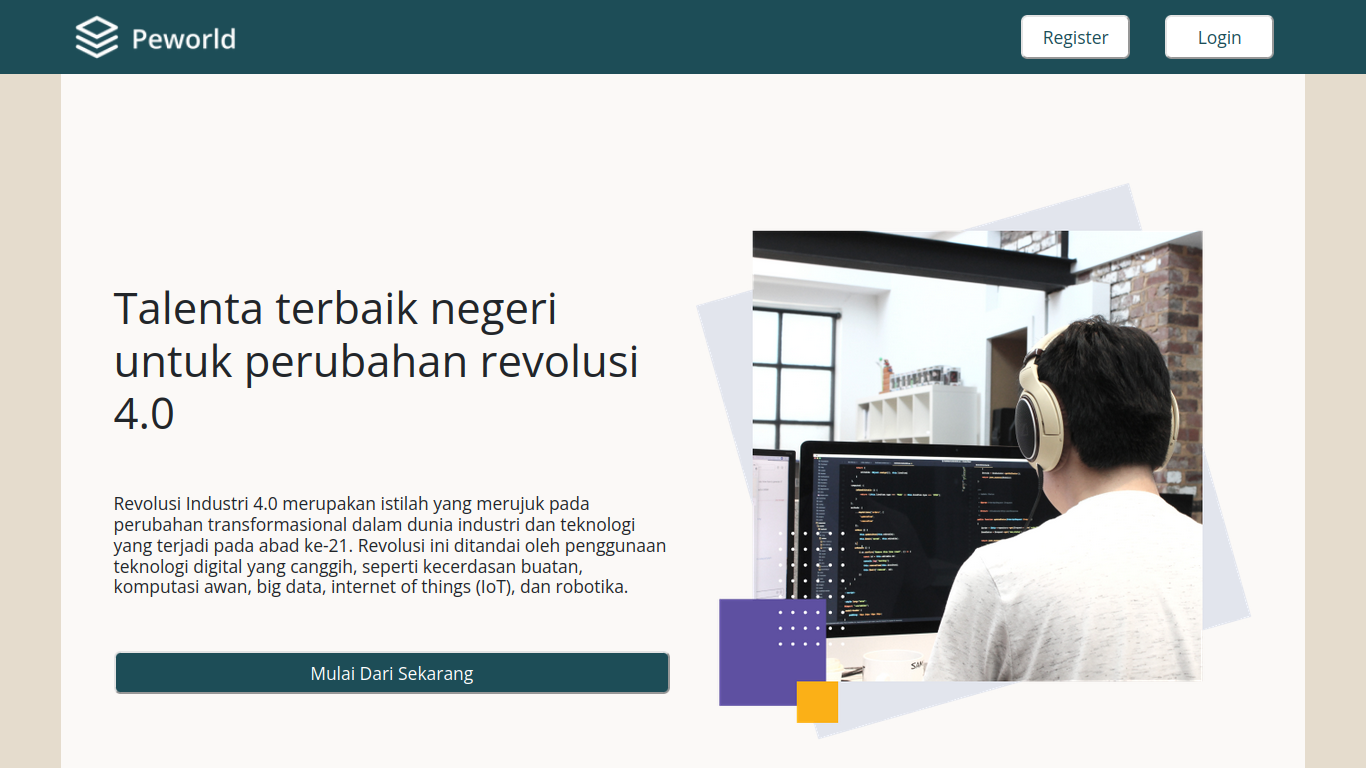 Peworld
Register
Login
Talenta terbaik negeri
untuk perubahan revolusi
4.0
Revolusi Industri 4.0 merupakan istilah yang merujuk pada
perubahan transformasional dalam dunia industri dan teknologi
yang terjadi pada abad ke-21. Revolusi ini ditandai oleh penggunaan
teknologi digital yang canggih, seperti kecerdasan buatan,
komputasi awan, big data, internet of things (IoT), dan robotika.
Mulai Dari Sekarang